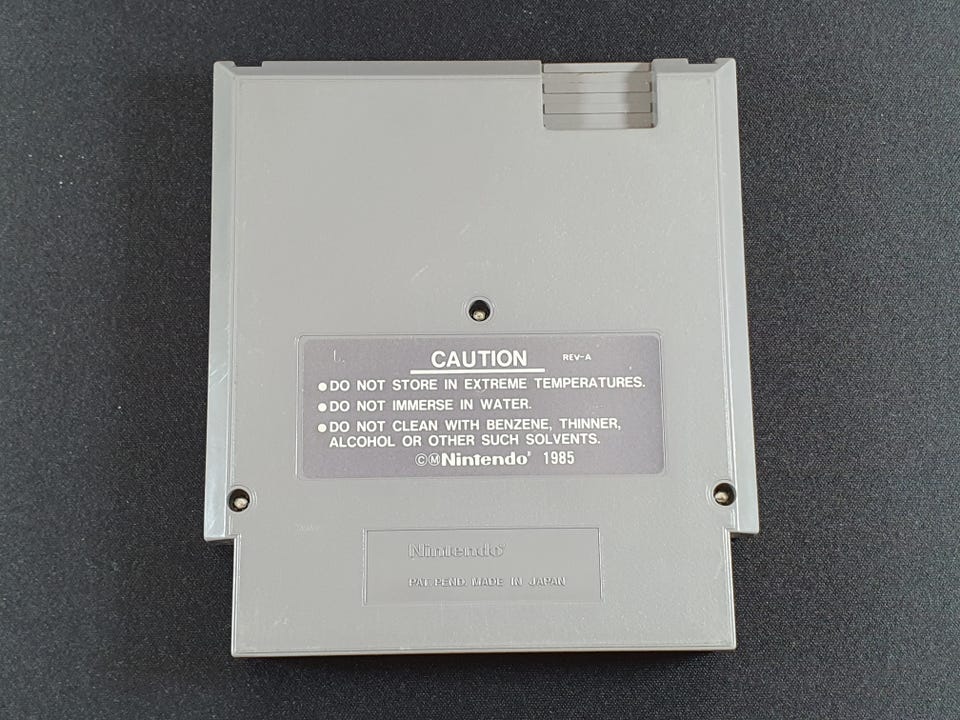 CAUTION REV-A
●DO NOT STORE IN EXTREME TEMPERATURES.
●DO NOT IMMERSE IN WATER.
●DO NOT CLEAN WITH BENZENE, THINNER,
ALCOHOL OR OTHER SUCH SOLVENTS.
ⒸⓂNintendo® 1985
Nintendo®
PAT. PEND. MADE IN JAPAN